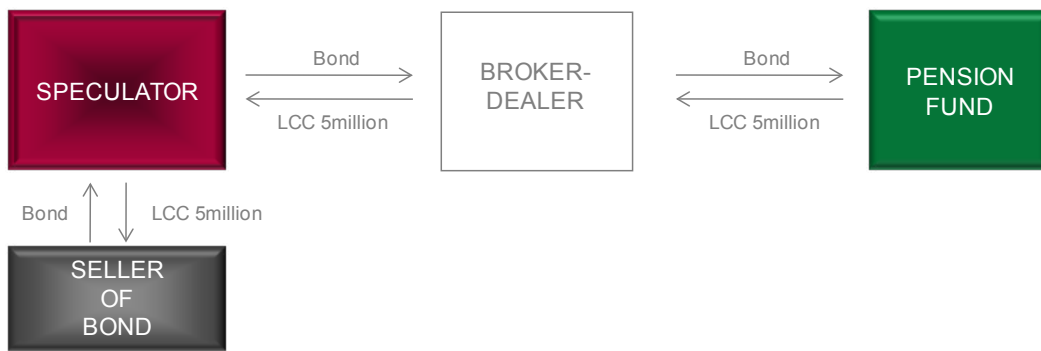 SPECULATOR
Bond
LCC 5million
BROKER-
DEALER
Bond
LCC 5million
PENSION
FUND
Bond
LCC 5million
SELLER
OF
BOND